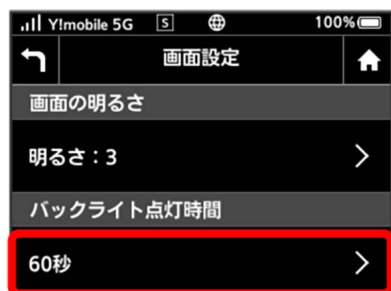 Y!mobile 5G S 100%
画面設定
画面の明るさ
明るさ：3
バックライト点灯時間
60秒